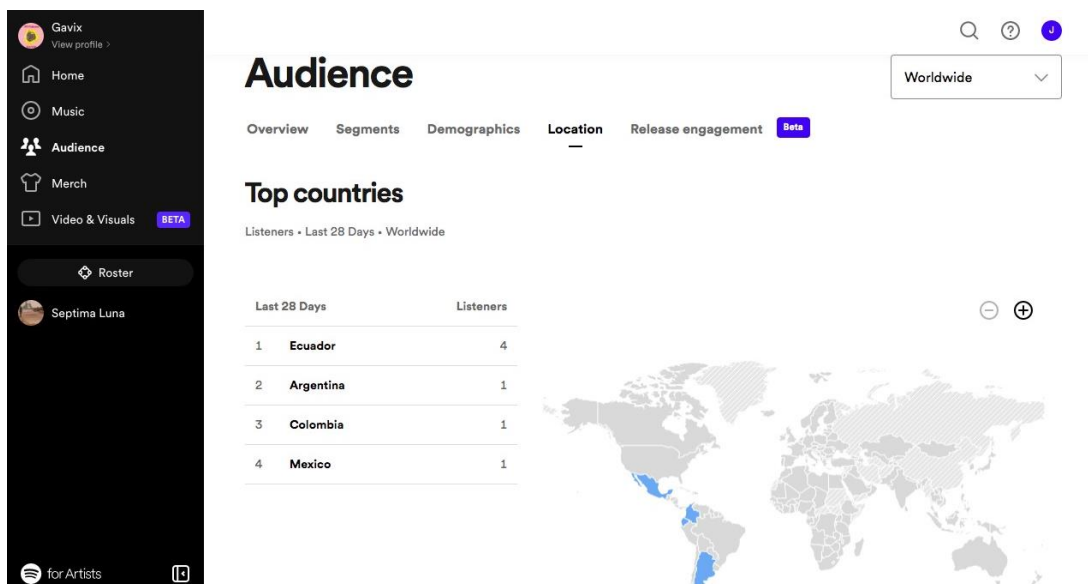 Gavix
View profile >
Home
Music
Audience
Merch
Video & Visuals BETA
Roster
Septima Luna
for Artists
J
Audience
Worldwide
Overview Segments Demographics Location Release engagement Beta
Top countries
Listeners • Last 28 Days • Worldwide
Last 28 Days Listeners
1 Ecuador 4
2 Argentina 1
3 Colombia 1
4 Mexico 1